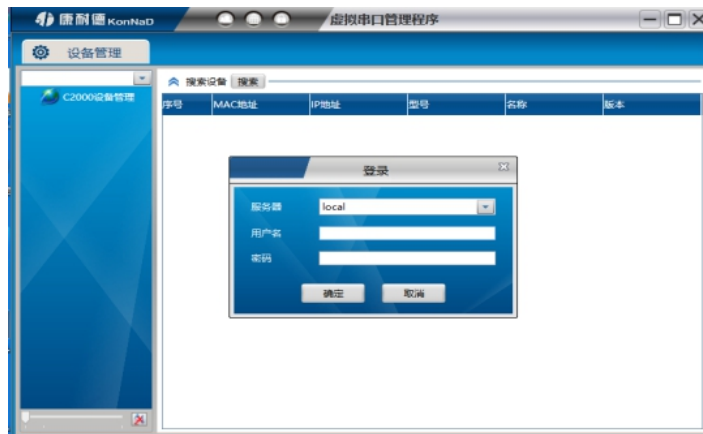 康耐德 KonNaD 虚拟串口管理程序
设备管理
搜索设备 搜索
C2000设备管理
序号 MAC地址 IP地址 型号 名称 版本
登录
服务器 local
用户名
密码
确定 取消